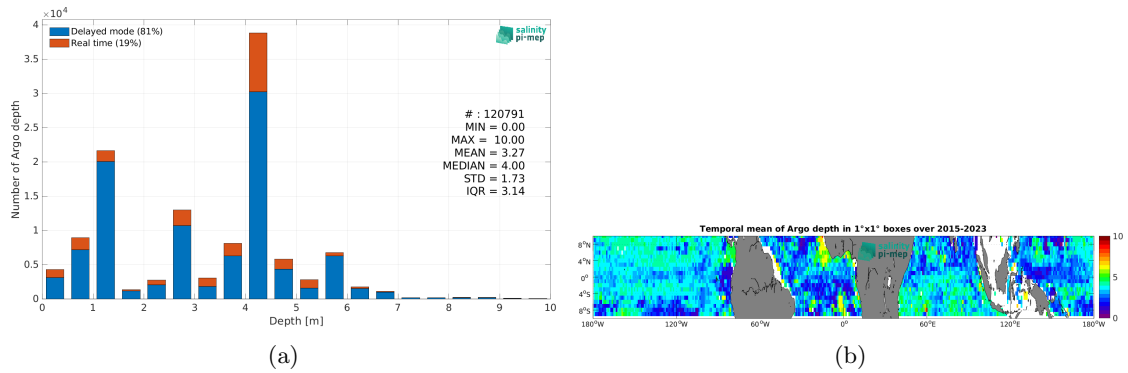 ×10⁴
4
3.5
3
2.5
2
1.5
1
0.5
0
Number of Argo depth
Delayed mode (81%)
Real time (19%)
salinity
pi-mep
# : 120791
MIN = 0.00
MAX = 10.00
MEAN = 3.27
MEDIAN = 4.00
STD = 1.73
IQR = 3.14
0 1 2 3 4 5 6 7 8 9 10
Depth [m]
(a)
Temporal mean of Argo depth in 1°x1° boxes over 2015-2023
8°N
4°N
0°
4°S
8°S
salinity
pi-mep
180°W 120°W 60°W 0° 60°E 120°E 180°W
10
5
0
(b)